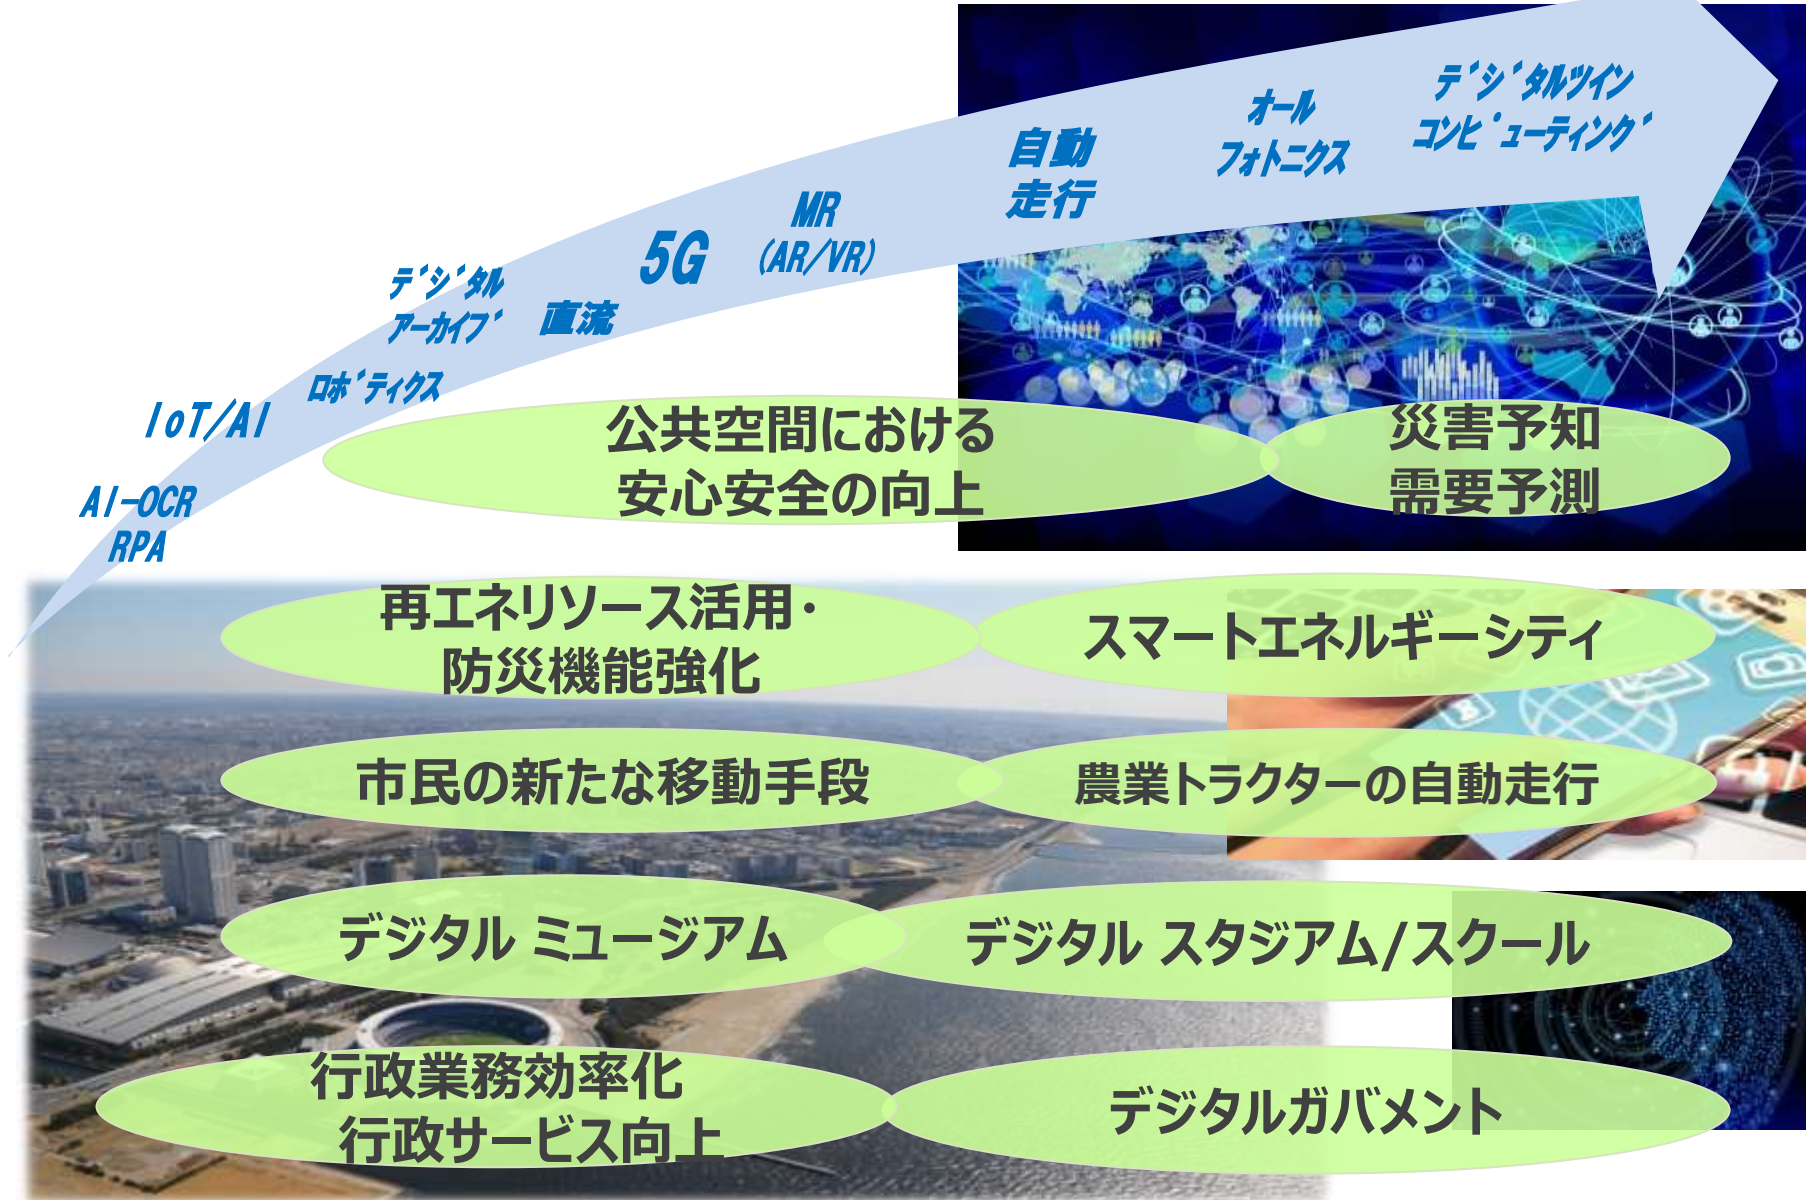 ﾃﾞｼﾞﾀﾙﾂｲﾝ
ｺﾝﾋﾟｭｰﾃｨﾝｸﾞ
ｵｰﾙ
ﾌｫﾄﾆｸｽ
自動
走行
MR
(AR/VR)
5G
ﾃﾞｼﾞﾀﾙ
ｱｰｶｲﾌﾞ
直流
ﾛﾎﾞﾃｨｸｽ
IoT/AI
AI-OCR
RPA
公共空間における
安心安全の向上
災害予知
需要予測
再エネリソース活用・
防災機能強化
スマートエネルギーシティ
市民の新たな移動手段
農業トラクターの自動走行
デジタル ミュージアム
デジタル スタジアム/スクール
行政業務効率化
行政サービス向上
デジタルガバメント